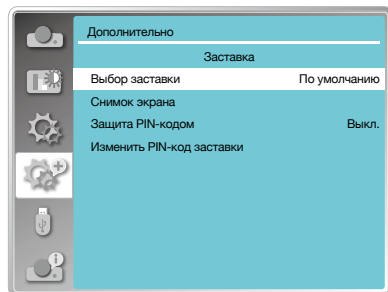 Дополнительно
Заставка
Выбор заставки По умолчанию
Снимок экрана
Защита PIN-кодом Выкл.
Изменить PIN-код заставки